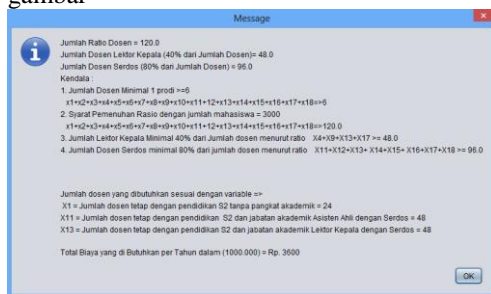 gambar
Message
Jumlah Ratio Dosen = 120.0
Jumlah Dosen Lektor Kepala (40% dari Jumlah Dosen)= 48.0
Jumlah Dosen Serdos (80% dari Jumlah Dosen) = 96.0
Kendala :
1. Jumlah Dosen Minimal 1 prodi >=6
x1+x2+x3+x4+x5+x6+x7+x8+x9+x10+x11+12+x13+x14+x15+x16+x17+x18=>6
2. Syarat Pemenuhan Rasio dengan jumlah mahasiswa = 3000
x1+x2+x3+x4+x5+x6+x7+x8+x9+x10+x11+12+x13+x14+x15+x16+x17+x18=>120.0
3. Jumlah Lektor Kepala Minimal 40% dari jumlah dosen menurut ratio X4+X9+X13+X17 >= 48.0
4. Jumlah Dosen Serdos minimal 80% dari jumlah dosen menurut ratio X11+X12+X13+ X14+X15+ X16+X17+X18 >= 96.0
Jumlah dosen yang dibutuhkan sesuai dengan variable =>
X1 = Jumlah dosen tetap dengan pendidikan S2 tanpa pangkat akademik = 24
X11 = Jumlah dosen tetap dengan pendidikan S2 dan jabatan akademik Asisten Ahli dengan Serdos = 48
X13 = Jumlah dosen tetap dengan pendidikan S2 dan jabatan akademik Lektor Kepala dengan Serdos = 48
Total Biaya yang di Butuhkan per Tahun dalam (1000.000) = Rp. 3600
OK